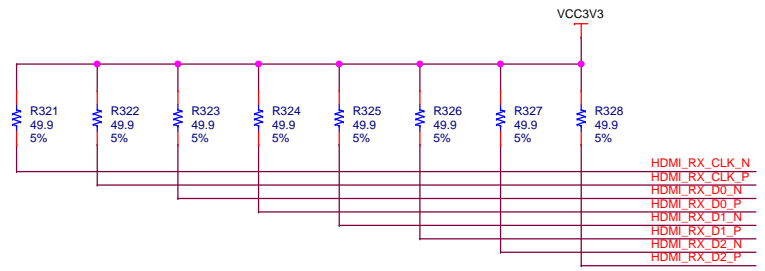 VCC3V3
R321
49.9
5%
R322
49.9
5%
R323
49.9
5%
R324
49.9
5%
R325
49.9
5%
R326
49.9
5%
R327
49.9
5%
R328
49.9
5%
HDMI_RX_CLK_N
HDMI_RX_CLK_P
HDMI_RX_D0_N
HDMI_RX_D0_P
HDMI_RX_D1_N
HDMI_RX_D1_P
HDMI_RX_D2_N
HDMI_RX_D2_P